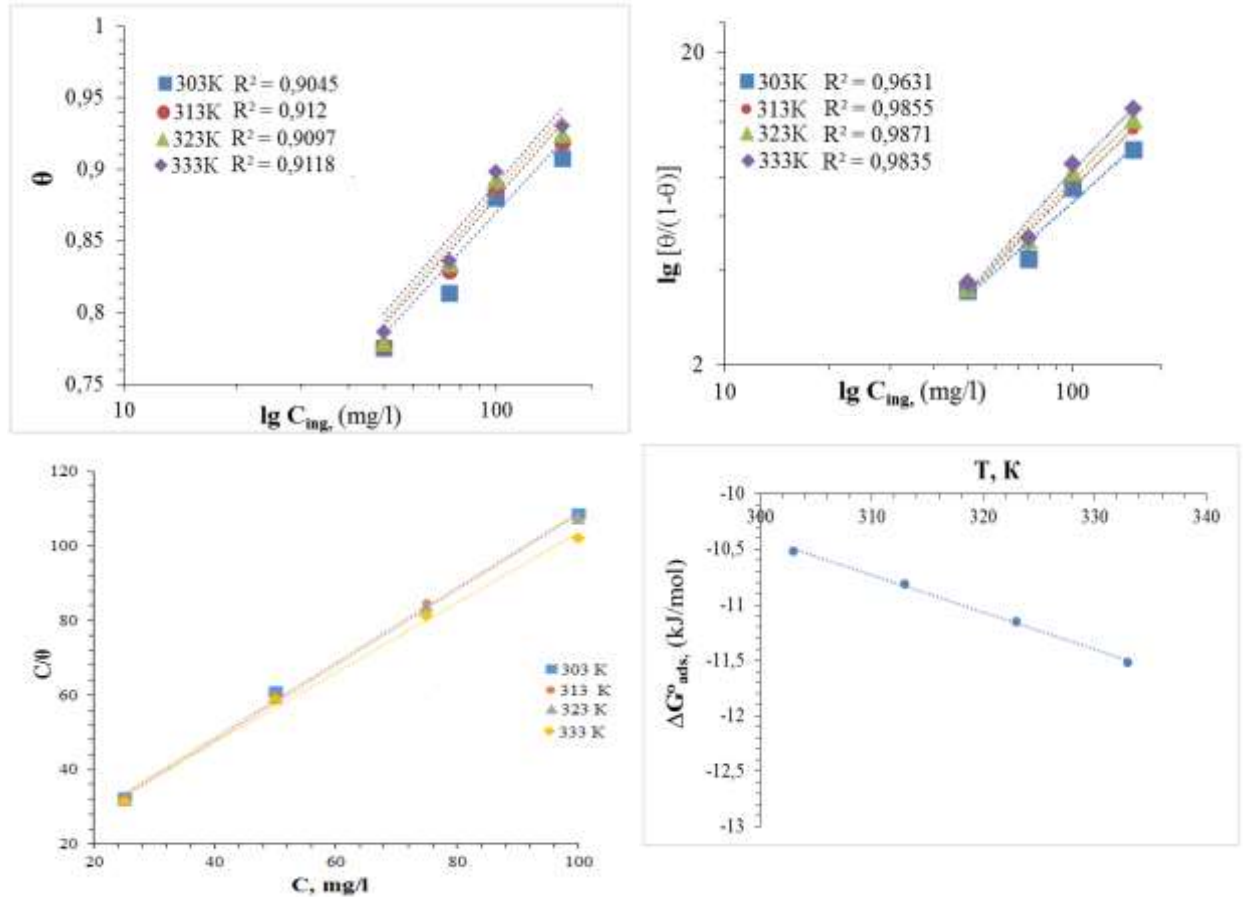 1
0,95
0,9
0,85
0,8
0,75
θ
303K R² = 0,9045
313K R² = 0,912
323K R² = 0,9097
333K R² = 0,9118
10
100
lg C ing, (mg/l)
20
2
lg [θ/(1-θ)]
303K R² = 0,9631
313K R² = 0,9855
323K R² = 0,9871
333K R² = 0,9835
10
100
lg C ing, (mg/l)
120
100
80
60
40
20
C/θ
303 K
313 K
323 K
333 K
20
40
60
80
100
C, mg/l
T, K
300
310
320
330
340
-10
-10,5
-11
-11,5
-12
-12,5
-13
ΔG° ads, (kJ/mol)